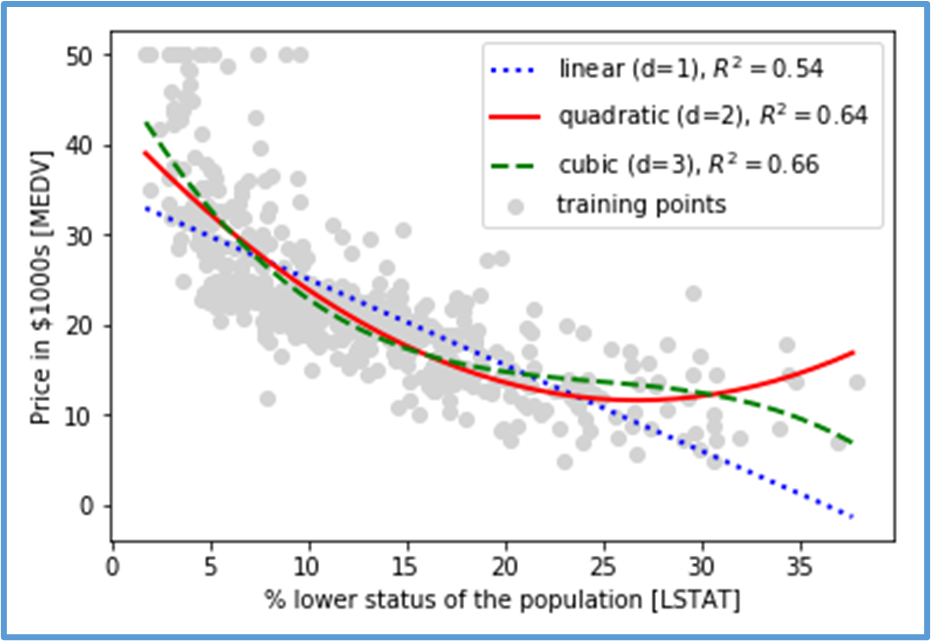 50
40
30
20
10
0
Price in $1000s [MEDV]
linear (d=1), R² = 0.54
quadratic (d=2), R² = 0.64
cubic (d=3), R² = 0.66
training points
0 5 10 15 20 25 30 35
% lower status of the population [LSTAT]